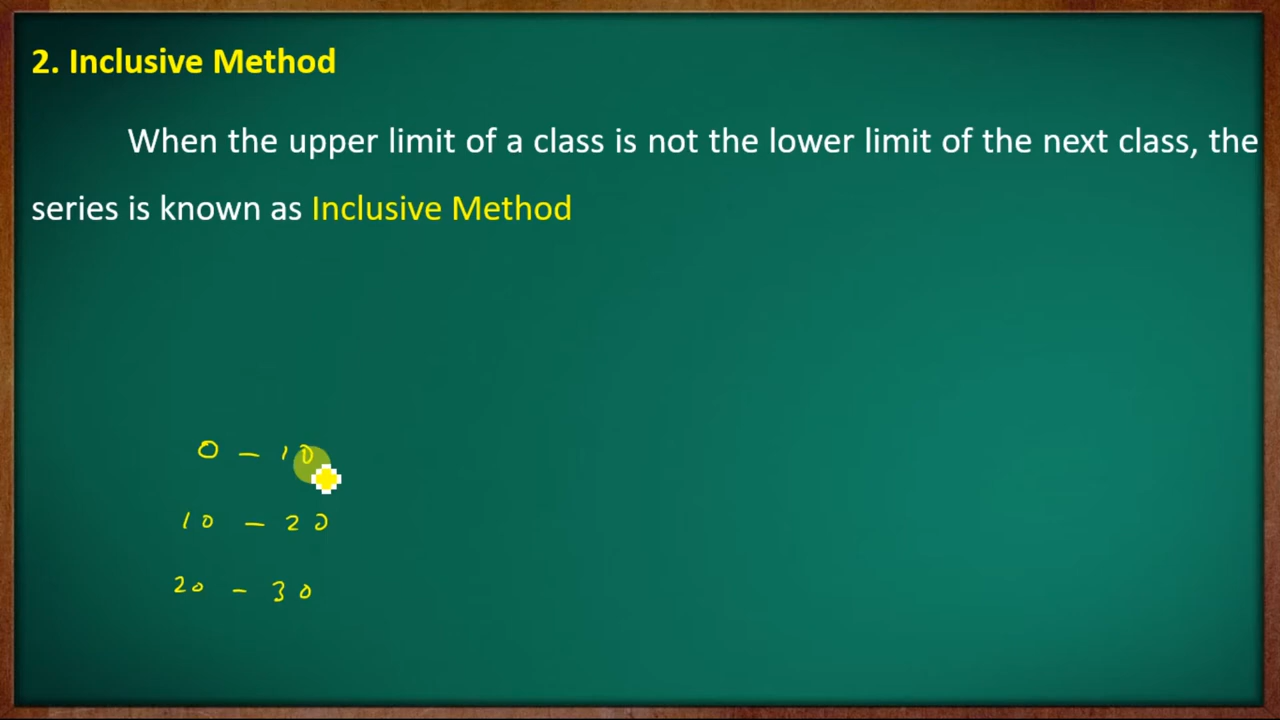 2. Inclusive Method
When the upper limit of a class is not the lower limit of the next class, the
series is known as Inclusive Method
0 - 10
10 - 20
20 - 30